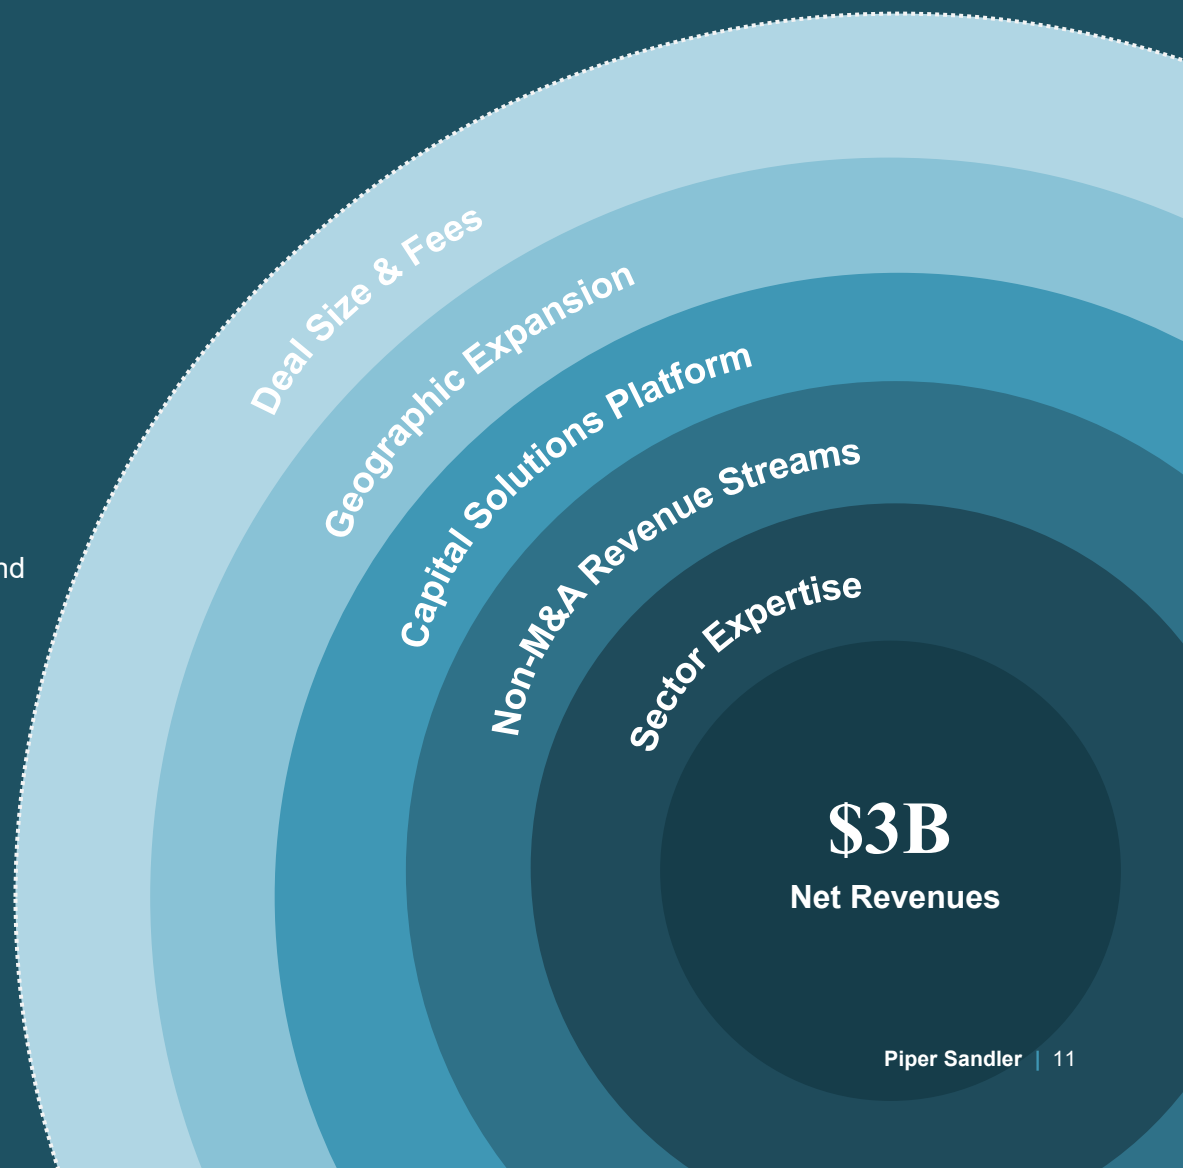 Deal Size & Fees
Geographic Expansion
Capital Solutions Platform
Non-M&A Revenue Streams
Sector Expertise
$3B
Net Revenues
Piper Sandler | 11